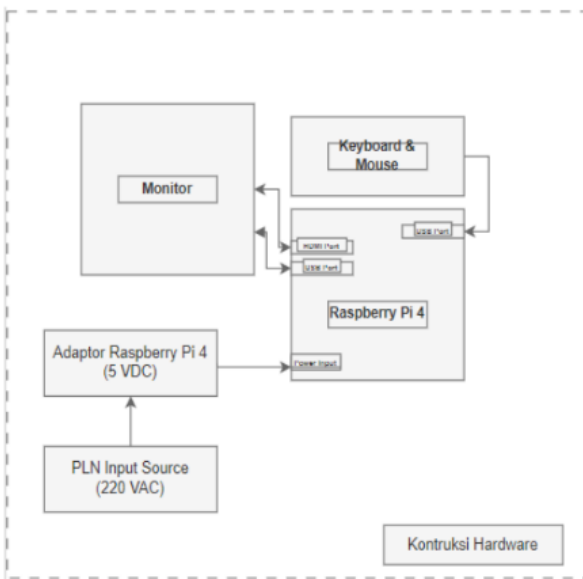 Keyboard &
Mouse
Monitor
USB Port
HDMI Port
USB Port
Raspberry Pi 4
Adaptor Raspberry Pi 4
(5 VDC)
Power Input
PLN Input Source
(220 VAC)
Kontruksi Hardware